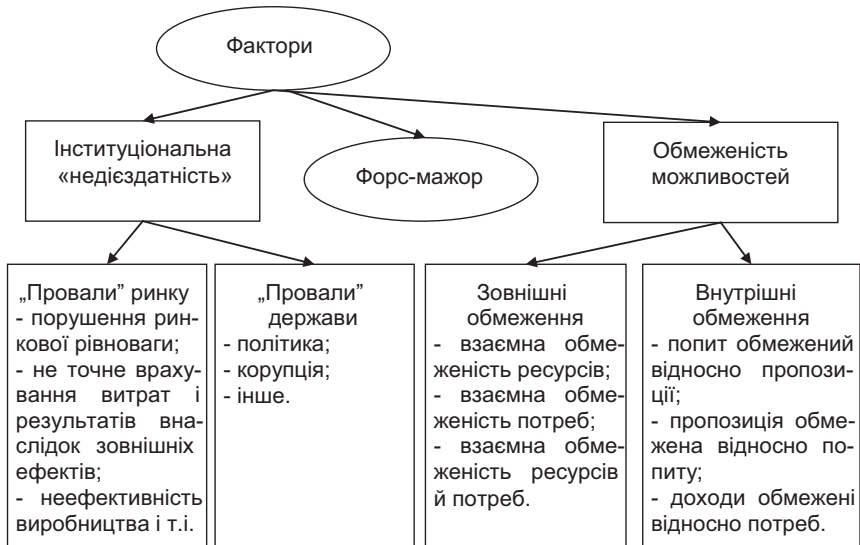 Фактори
Інституціональна
«недієздатність»
Форс-мажор
Обмеженість
можливостей
„Провали” ринку
- порушення рин-
кової рівноваги;
- не точне враху-
вання витрат і
результатів вна-
слідок зовнішніх
ефектів;
- неефективність
виробництва і т.і.
„Провали”
держави
- політика;
- корупція;
- інше.
Зовнішні
обмеження
- взаємна обме-
женість ресурсів;
- взаємна обме-
женість потреб;
- взаємна обме-
женість ресурсів
й потреб.
Внутрішні
обмеження
- попит обмежений
відносно пропози-
ції;
- пропозиція обме-
жена відносно по-
питу;
- доходи обмежені
відносно потреб.